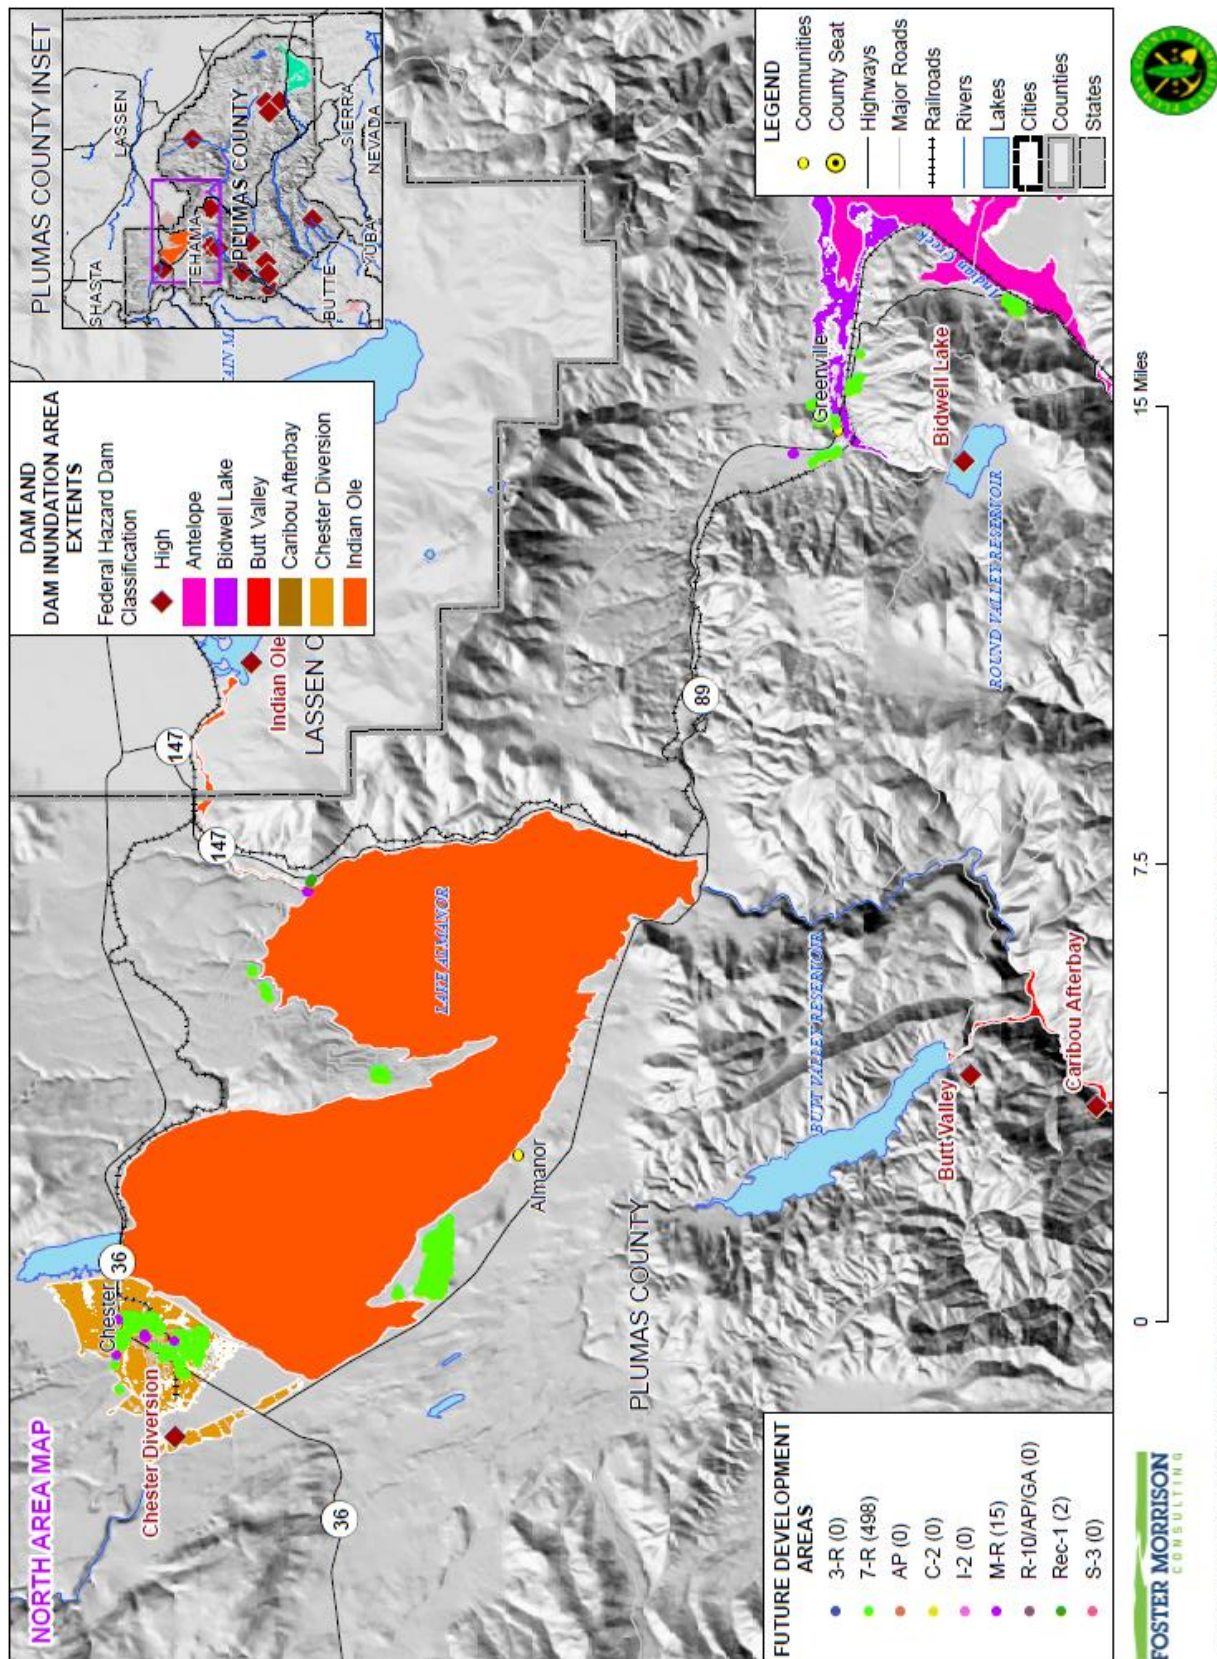 NORTH AREA MAP
PLUMAS COUNTY INSET
SHASTA
LASSEN
TEHAMA
PLUMAS COUNTY
BUTTE
YUBA
SIERRA
NEVADA
DAM AND
DAM INUNDATION AREA
EXTENTS
Federal Hazard Dam
Classification
High
Antelope
Bidwell Lake
Butt Valley
Caribou Afterbay
Chester Diversion
Indian Ole
LEGEND
Communities
County Seat
Highways
Major Roads
Railroads
Rivers
Lakes
Cities
Counties
States
Chester Diversion
Chester
36
36
147
147
Indian Ole
LASSEN C
AIN M
LAKE ALMANOR
Almanor
89
Greenville
Indian Creek
Bidwell Lake
ROUND VALLEY RESERVOIR
PLUMAS COUNTY
BUTT VALLEY RESERVOIR
Butt Valley
Caribou Afterbay
FUTURE DEVELOPMENT
AREAS
3-R (0)
7-R (498)
AP (0)
C-2 (0)
I-2 (0)
M-R (15)
R-10/AP/GA (0)
Rec-1 (2)
S-3 (0)
FOSTER MORRISON
CONSULTING
0
7.5
15 Miles